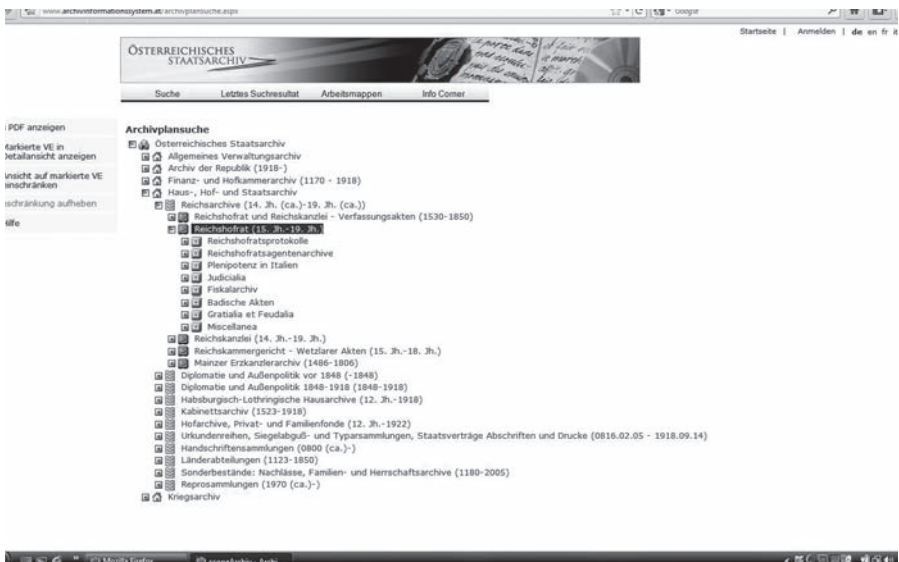 www.archivinformationssystem.at/archivplansuche.aspx
Google
Startseite | Anmelden | de en fr it
ÖSTERREICHISCHES
STAATSARCHIV
Suche Letztes Suchresultat Arbeitsmappen Info Corner
PDF anzeigen
Markierte VE in
Detailansicht anzeigen
Ansicht auf markierte VE
einschränken
nschränkung aufheben
Hilfe
Archivplansuche
Österreichisches Staatsarchiv
Allgemeines Verwaltungsarchiv
Archiv der Republik (1918-)
Finanz- und Hofkammerarchiv (1170 - 1918)
Haus-, Hof- und Staatsarchiv
Reichsarchive (14. Jh. (ca.)-19. Jh. (ca.))
Reichshofrat und Reichskanzlei - Verfassungsakten (1530-1850)
Reichshofrat (15. Jh.-19. Jh.)
Reichshofratsprotokolle
Reichshofratsagentenarchive
Plenipotenz in Italien
Judicialia
Fiskalarchiv
Badische Akten
Gratialia et Feudalia
Miscellanea
Reichskanzlei (14. Jh.-19. Jh.)
Reichskammergericht - Wetzlarer Akten (15. Jh.-18. Jh.)
Mainzer Erzkanzlerarchiv (1486-1806)
Diplomatie und Außenpolitik vor 1848 (-1848)
Diplomatie und Außenpolitik 1848-1918 (1848-1918)
Habsburgisch-Lothringische Hausarchive (12. Jh.-1918)
Kabinettsarchiv (1523-1918)
Hofarchive, Privat- und Familienfonde (12. Jh.-1922)
Urkundenreihen, Siegelabguß- und Typarsammlungen, Staatsverträge Abschriften und Drucke (0816.02.05 - 1918.09.14)
Handschriftensammlungen (0800 (ca.)-)
Länderabteilungen (1123-1850)
Sonderbestände: Nachlässe, Familien- und Herrschaftsarchive (1180-2005)
Reprosammlungen (1970 (ca.)-)
Kriegsarchiv
Mozilla Firefox